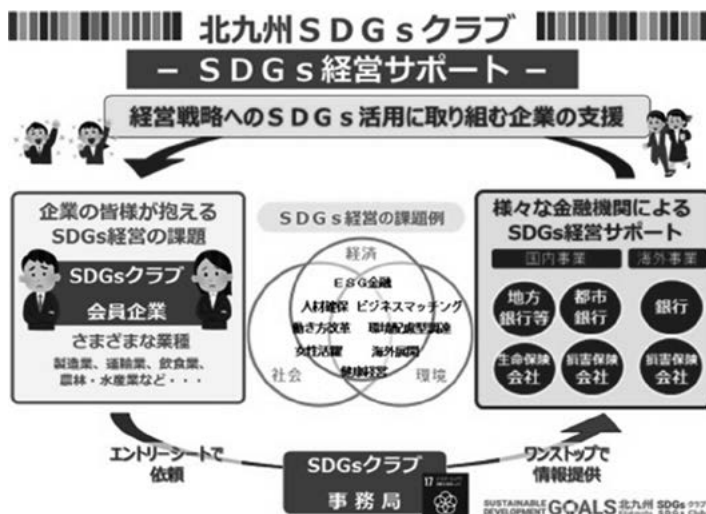 北九州SDGsクラブ
− SDGs経営サポート −
経営戦略へのSDGs活用に取り組む企業の支援
企業の皆様が抱える
SDGs経営の課題
SDGsクラブ
会員企業
さまざまな業種
製造業、運輸業、飲食業、
農林・水産業など・・・
SDGs経営の課題例
経済
ESG金融
人材確保 ビジネスマッチング
働き方改革 環境配慮型調達
女性活躍 海外展開
健康経営
社会 環境
様々な金融機関による
SDGs経営サポート
国内事業 海外事業
地方
銀行等
都市
銀行
銀行
生命保険
会社
損害保険
会社
損害保険
会社
エントリーシートで
依頼
SDGsクラブ
事務局
ワンストップで
情報提供
17
SUSTAINABLE
DEVELOPMENT GOALS
北九州 SDGsクラブ